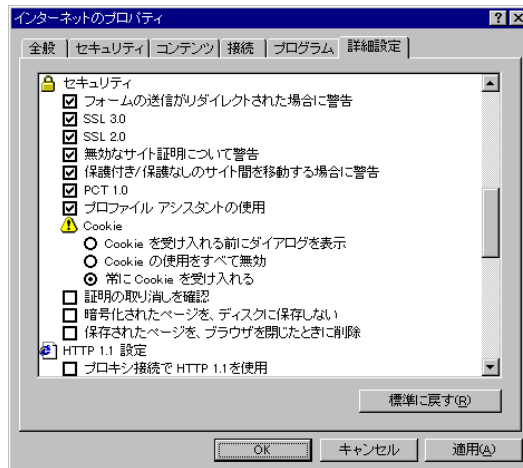 インターネットのプロパティ
全般 セキュリティ コンテンツ 接続 プログラム 詳細設定
セキュリティ
フォームの送信がリダイレクトされた場合に警告
SSL 3.0
SSL 2.0
無効なサイト証明について警告
保護付き/保護なしのサイト間を移動する場合に警告
PCT 1.0
プロファイル アシスタントの使用
Cookie
Cookie を受け入れる前にダイアログを表示
Cookie の使用をすべて無効
常に Cookie を受け入れる
証明の取り消しを確認
暗号化されたページを、ディスクに保存しない
保存されたページを、ブラウザを閉じたときに削除
HTTP 1.1 設定
プロキシ接続で HTTP 1.1 を使用
標準に戻す(R)
OK キャンセル 適用(A)